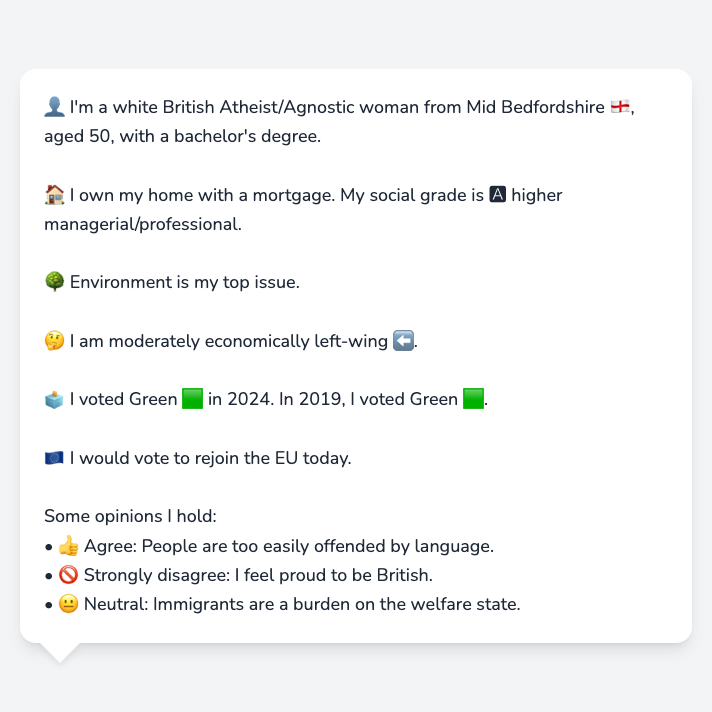 👤 I'm a white British Atheist/Agnostic woman from Mid Bedfordshire 🏴󠁧󠁢󠁥󠁮󠁧󠁿,
aged 50, with a bachelor's degree.
🏠 I own my home with a mortgage. My social grade is 🅰 higher
managerial/professional.
🌳 Environment is my top issue.
🤔 I am moderately economically left-wing ⬅️.
🗳️ I voted Green 🟩 in 2024. In 2019, I voted Green 🟩.
🇪🇺 I would vote to rejoin the EU today.
Some opinions I hold:
• 👍 Agree: People are too easily offended by language.
• 🚫 Strongly disagree: I feel proud to be British.
• 😐 Neutral: Immigrants are a burden on the welfare state.